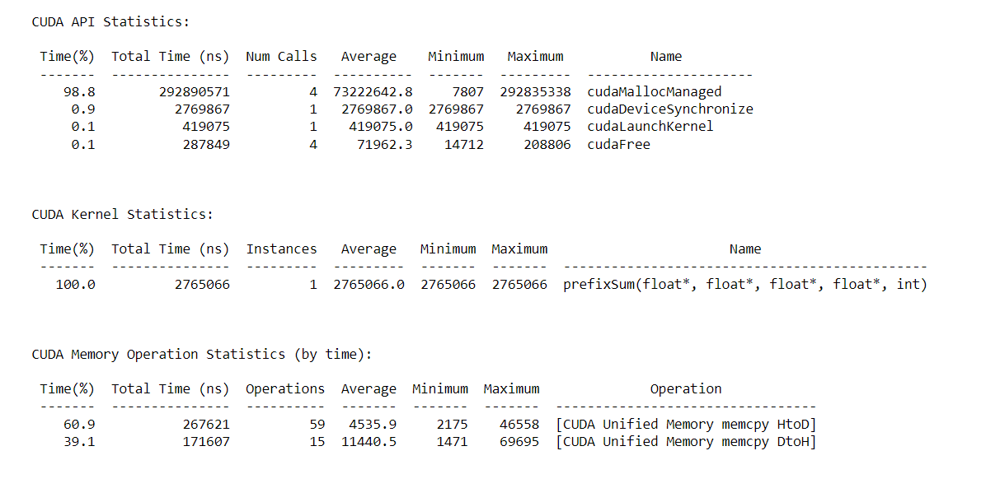 CUDA API Statistics:
Time(%) Total Time (ns) Num Calls Average Minimum Maximum Name
------- --------------- --------- ---------- ------- --------- ---------------------
98.8 292890571 4 73222642.8 7807 292835338 cudaMallocManaged
0.9 2769867 1 2769867.0 2769867 2769867 cudaDeviceSynchronize
0.1 419075 1 419075.0 419075 419075 cudaLaunchKernel
0.1 287849 4 71962.3 14712 208806 cudaFree
CUDA Kernel Statistics:
Time(%) Total Time (ns) Instances Average Minimum Maximum Name
------- --------------- --------- --------- ------- ------- ----------------------------------------------
100.0 2765066 1 2765066.0 2765066 2765066 prefixSum(float*, float*, float*, float*, int)
CUDA Memory Operation Statistics (by time):
Time(%) Total Time (ns) Operations Average Minimum Maximum Operation
------- --------------- ---------- ------- ------- ------- ---------------------------------
60.9 267621 59 4535.9 2175 46558 [CUDA Unified Memory memcpy HtoD]
39.1 171607 15 11440.5 1471 69695 [CUDA Unified Memory memcpy DtoH]